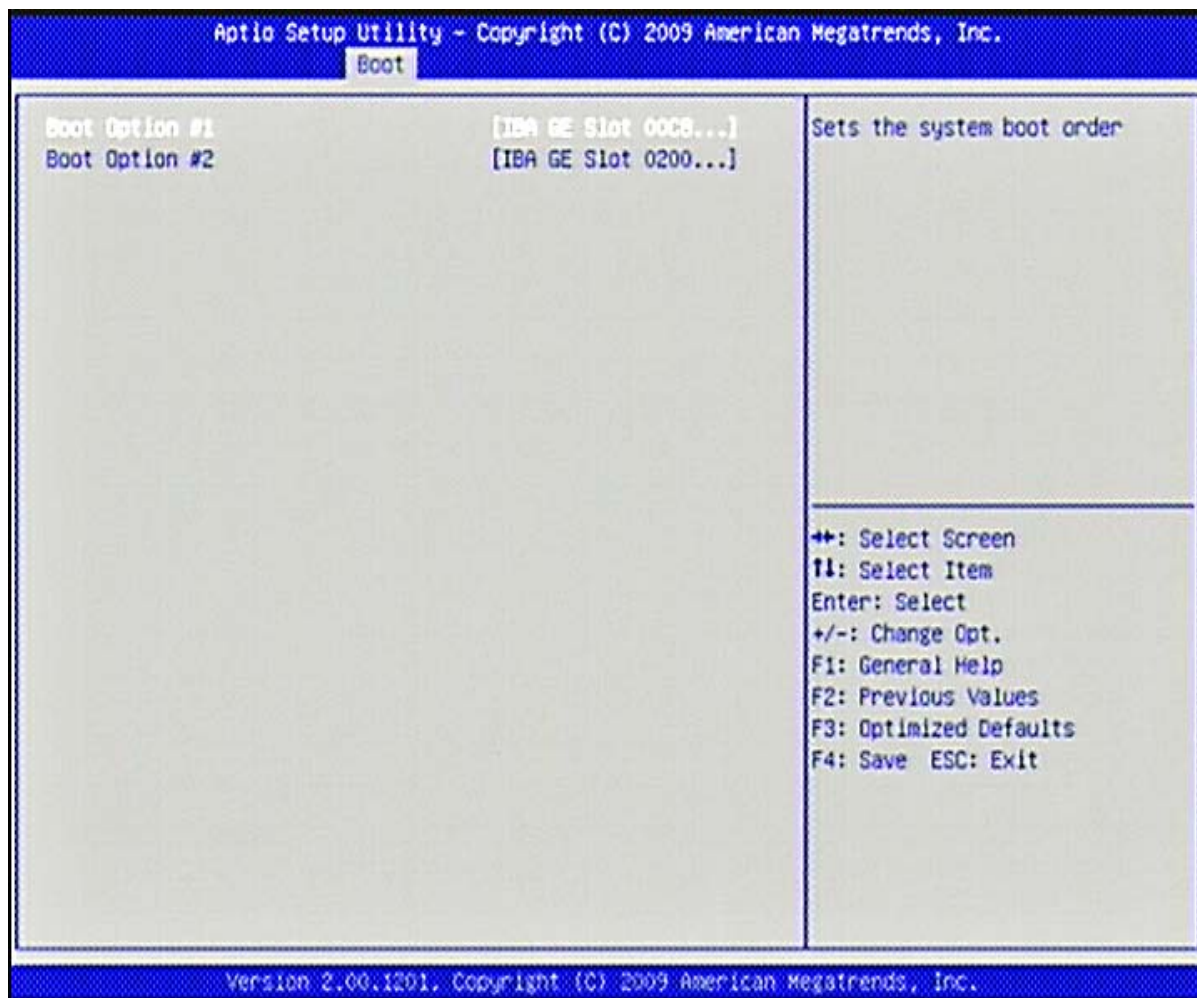 Aptio Setup Utility - Copyright (C) 2009 American Megatrends, Inc.
Boot
Boot Option #1 [IBA GE Slot 00C8...]
Boot Option #2 [IBA GE Slot 0200...]
Sets the system boot order
→←: Select Screen
↑↓: Select Item
Enter: Select
+/-: Change Opt.
F1: General Help
F2: Previous Values
F3: Optimized Defaults
F4: Save ESC: Exit
Version 2.00.1201. Copyright (C) 2009 American Megatrends, Inc.